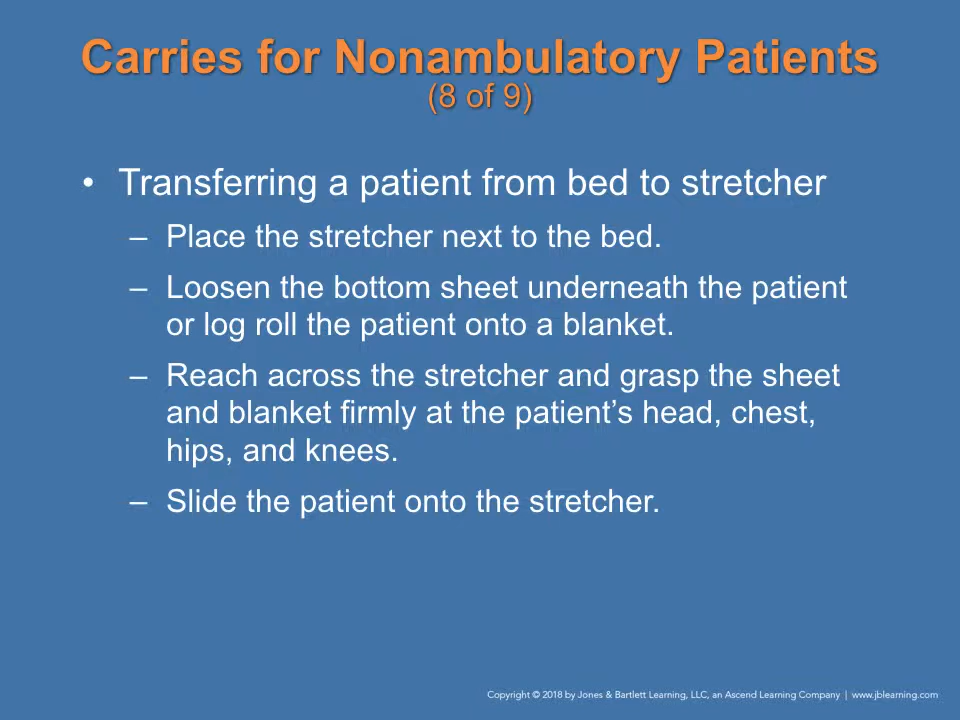 Carries for Nonambulatory Patients
(8 of 9)
• Transferring a patient from bed to stretcher
– Place the stretcher next to the bed.
– Loosen the bottom sheet underneath the patient
or log roll the patient onto a blanket.
– Reach across the stretcher and grasp the sheet
and blanket firmly at the patient’s head, chest,
hips, and knees.
– Slide the patient onto the stretcher.
Copyright © 2018 by Jones & Bartlett Learning, LLC, an Ascend Learning Company | www.jblearning.com